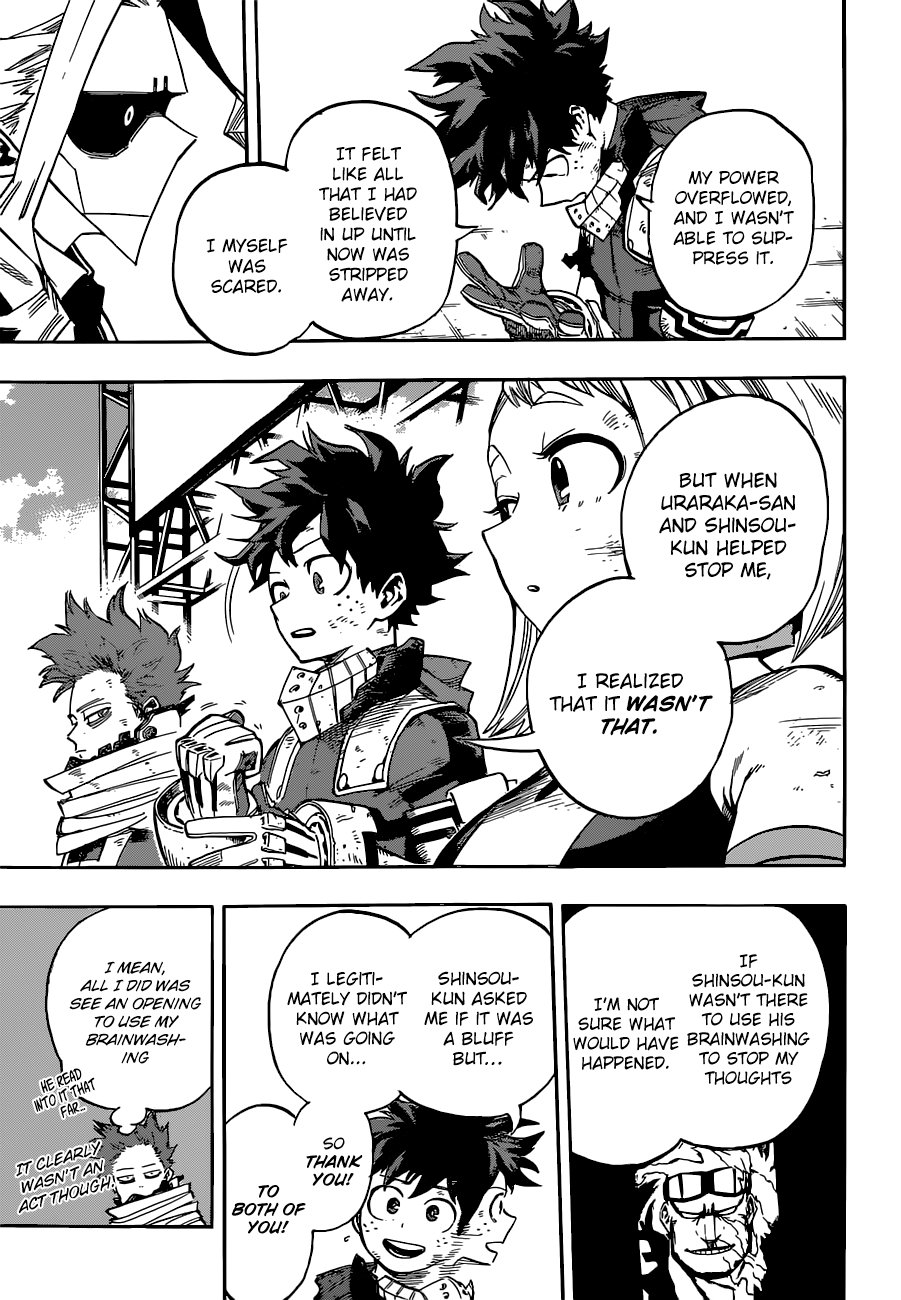 MY POWER
OVERFLOWED,
AND I WASN'T
ABLE TO SUP-
PRESS IT.
IT FELT
LIKE ALL
THAT I HAD
BELIEVED
IN UP UNTIL
NOW WAS
STRIPPED
AWAY.
I MYSELF
WAS
SCARED.
BUT WHEN
URARAKA-SAN
AND SHINSOU-
KUN HELPED
STOP ME,
I REALIZED
THAT IT WASN'T
THAT.
IF
SHINSOU-KUN
WASN'T THERE
TO USE HIS
BRAINWASHING
TO STOP MY
THOUGHTS
I'M NOT
SURE WHAT
WOULD HAVE
HAPPENED.
SHINSOU-
KUN ASKED
ME IF IT WAS
A BLUFF
BUT...
I LEGITI-
MATELY DIDN'T
KNOW WHAT
WAS GOING
ON...
SO
THANK
YOU!
TO
BOTH OF
YOU!
I MEAN,
ALL I DID WAS
SEE AN OPENING
TO USE MY
BRAINWASH-
ING
HE READ
INTO IT THAT
FAR...
IT CLEARLY
WASN'T AN
ACT THOUGH.